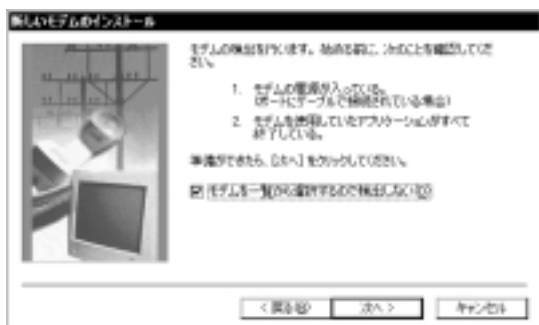 新しいモデムのインストール
モデムの検出を行います。始める前に、次のことを確認してくだ
さい。
1. モデムの電源が入っている。
(ポートにケーブルで接続されている場合)
2. モデムを使用していたアプリケーションがすべて
終了している。
準備ができたら、[次へ] をクリックしてください。
モデムを一覧から選択するので検出しない(D)
< 戻る(B)
次へ >
キャンセル